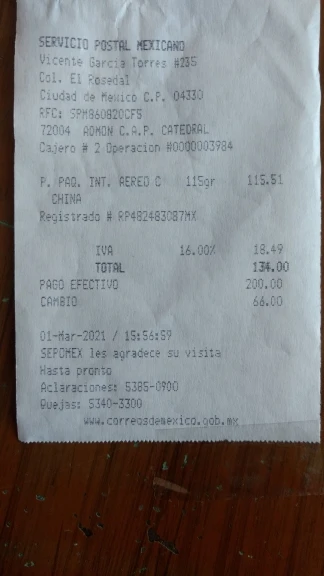 SERVICIO POSTAL MEXICANO
Vicente Garcia Torres #235
Col. El Rosedal
Ciudad de Mexico C.P. 04330
RFC: SPM860820CF5
72004 ADMON C.A.P. CATEDRAL
Cajero # 2 Operacion #0000003984
P. PAQ. INT. AEREO C 115gr 115.51
CHINA
Registrado # RP482483087MX
IVA 16.00% 18.49
TOTAL 134.00
PAGO EFECTIVO 200.00
CAMBIO 66.00
01-Mar-2021 / 15:56:59
SEPOMEX les agradece su visita
Hasta pronto
Aclaraciones: 5385-0900
Quejas: 5340-3300
www.correosdemexico.gob.mx